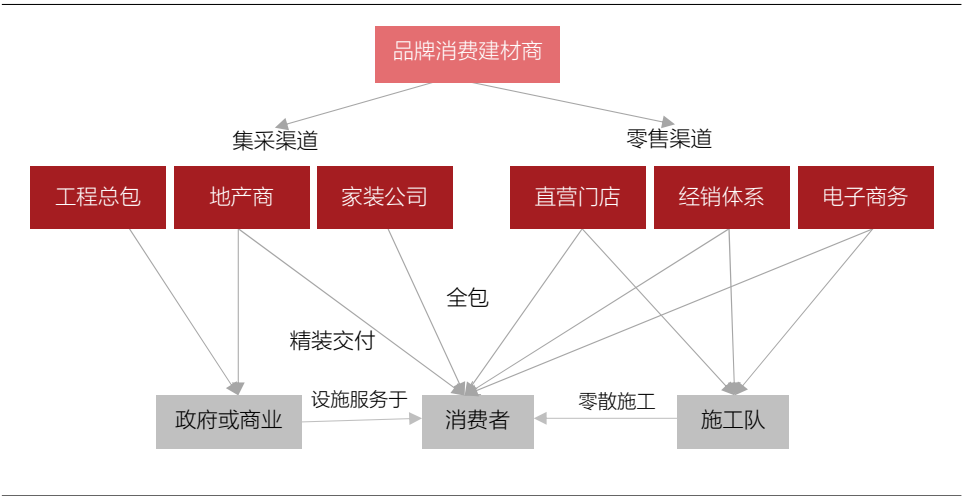 品牌消费建材商
集采渠道
零售渠道
工程总包
地产商
家装公司
直营门店
经销体系
电子商务
全包
精装交付
设施服务于
零散施工
政府或商业
消费者
施工队